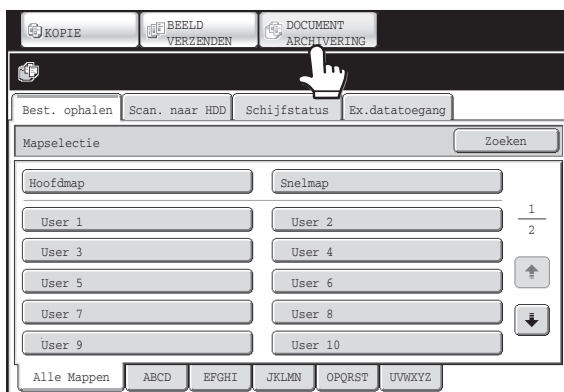 KOPIE
BEELD
VERZENDEN
DOCUMENT
ARCHIVERING
Best. ophalen
Scan. naar HDD
Schijfstatus
Ex.datatoegang
Mapselectie
Zoeken
Hoofdmap
Snelmap
User 1
User 2
User 3
User 4
User 5
User 6
User 7
User 8
User 9
User 10
1
2
Alle Mappen
ABCD
EFGHI
JKLMN
OPQRST
UVWXYZ